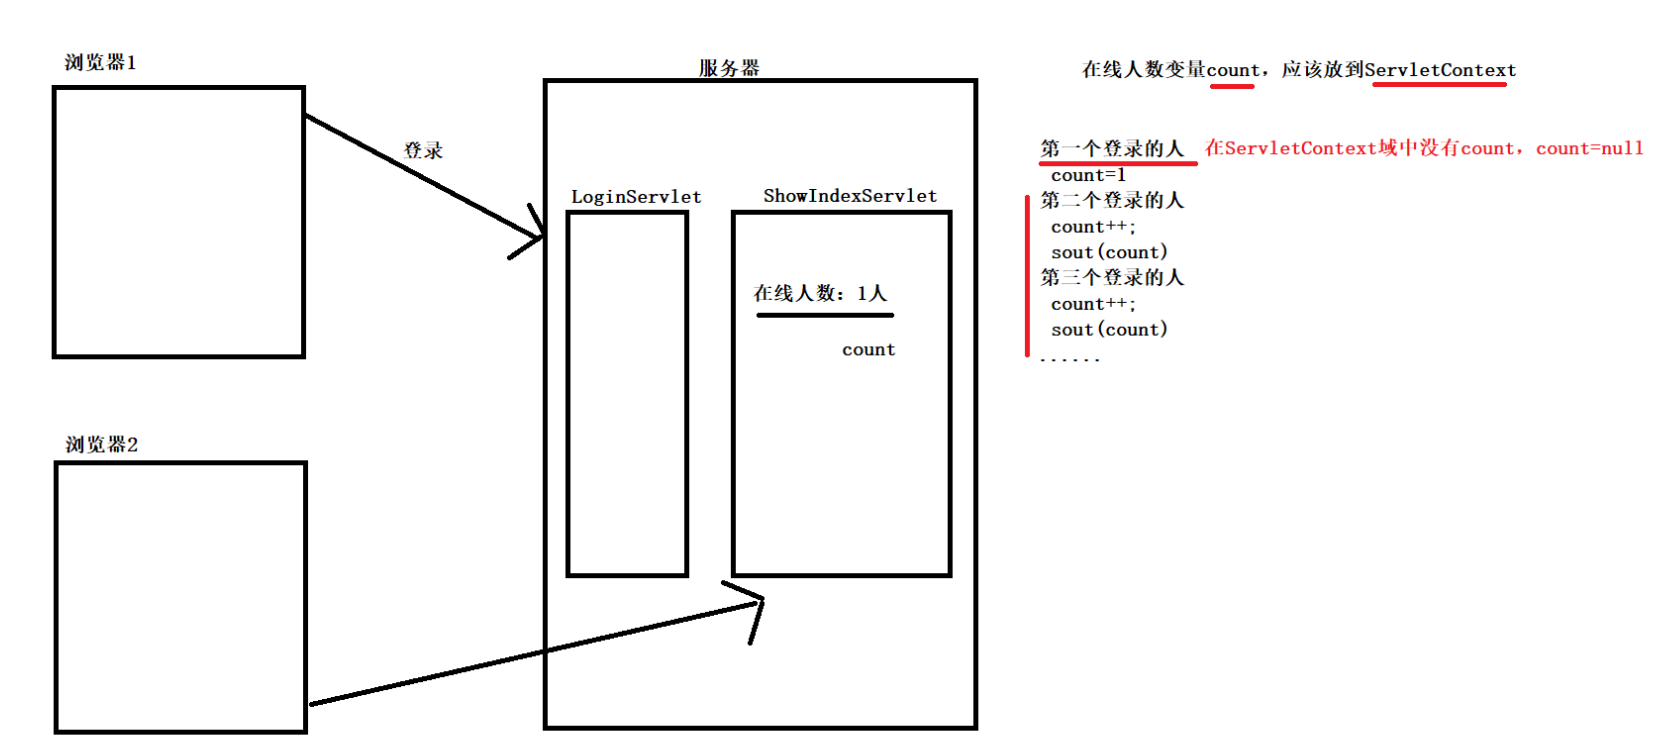 浏览器1
登录
浏览器2
服务器
LoginServlet
ShowIndexServlet
在线人数：1人
count
在线人数变量count，应该放到ServletContext
第一个登录的人 在ServletContext域中没有count，count=null
count=1
第二个登录的人
count++;
sout(count)
第三个登录的人
count++;
sout(count)
......